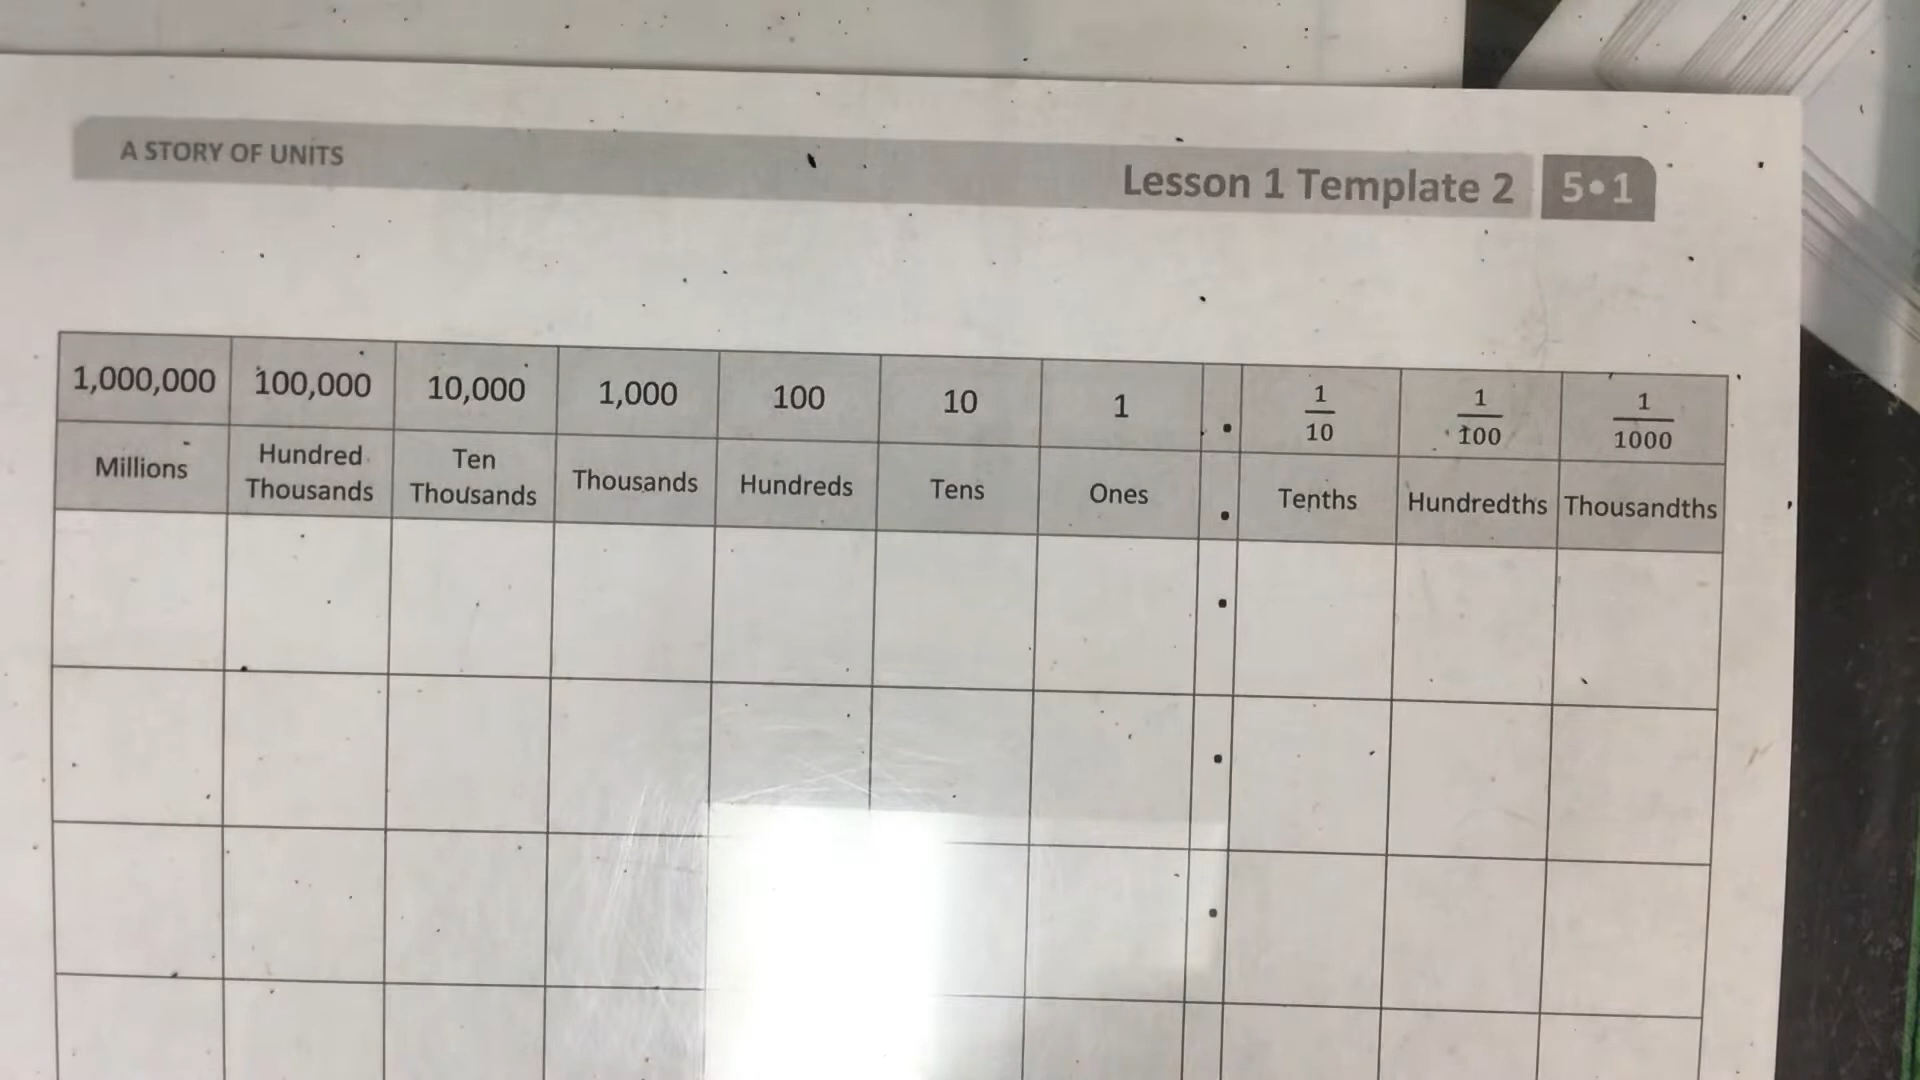 A STORY OF UNITS
Lesson 1 Template 2 5•1
1,000,000 100,000 10,000 1,000 100 10 1 . 1/10 1/100 1/1000
Millions Hundred Thousands Ten Thousands Thousands Hundreds Tens Ones . Tenths Hundredths Thousandths
.
.
.